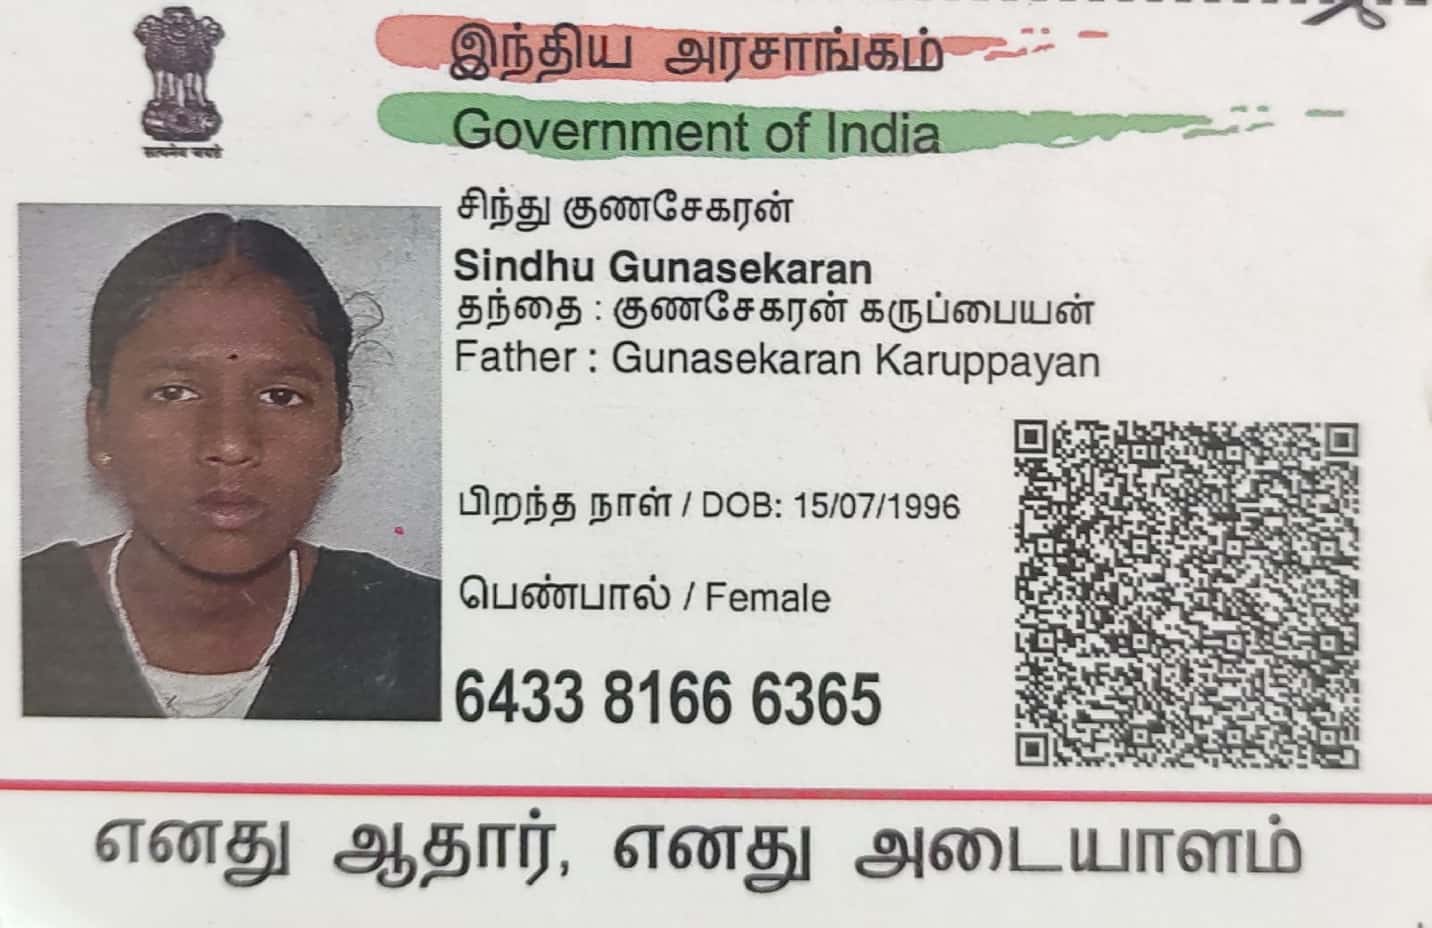 सत्यमेव जयते
இந்திய அரசாங்கம்
Government of India
சிந்து குணசேகரன்
Sindhu Gunasekaran
தந்தை : குணசேகரன் கருப்பையன்
Father : Gunasekaran Karuppayan
பிறந்த நாள் / DOB: 15/07/1996
பெண்பால் / Female
6433 8166 6365
எனது ஆதார், எனது அடையாளம்